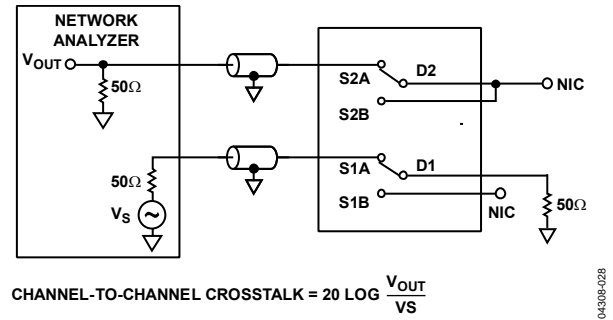 NETWORK
ANALYZER
VOUT
50Ω
S2A
D2
NIC
S2B
50Ω
VS
S1A
D1
S1B
NIC
50Ω
CHANNEL-TO-CHANNEL CROSSTALK = 20 LOG VOUT
VS
04308-028